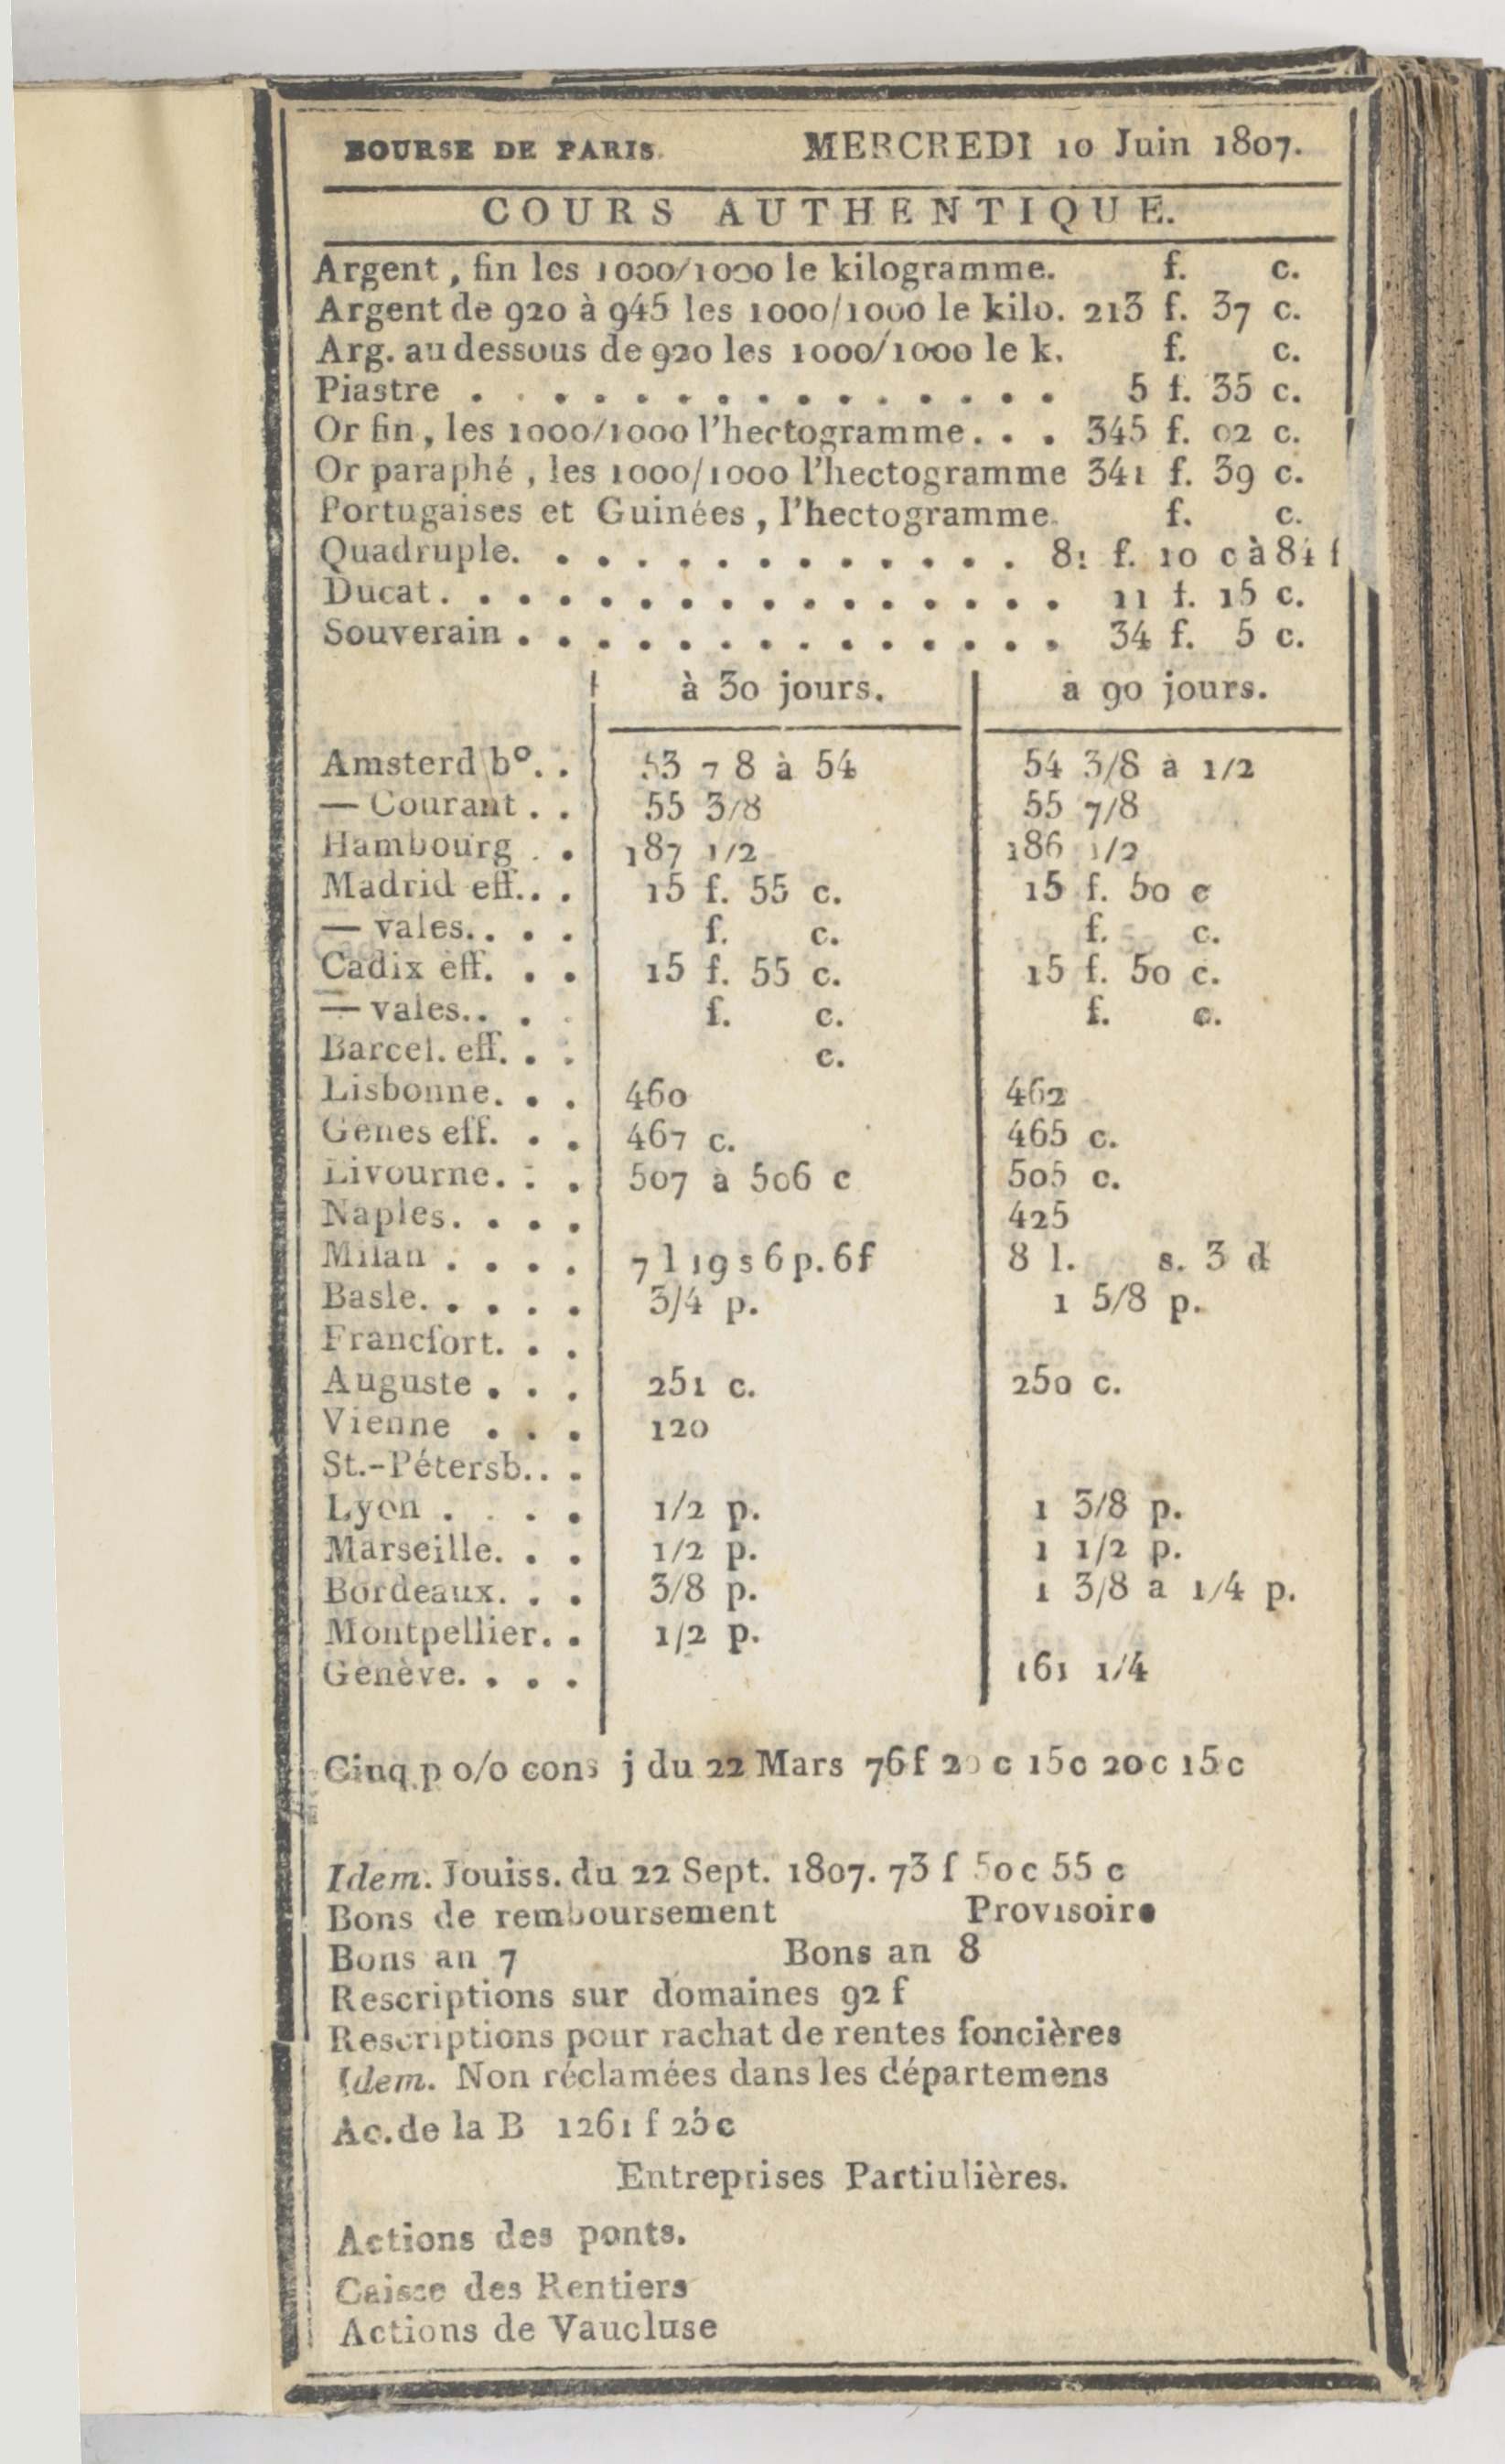 BOURSE DE PARIS. MERCREDI 10 Juin 1807.
COURS AUTHENTIQUE.
Argent, fin les 1000/1000 le kilogramme. f. c.
Argent de 920 à 945 les 1000/1000 le kilo. 213 f. 37 c.
Arg. au dessous de 920 les 1000/1000 le k. f. c.
Piastre . . . . . . . . . . . . . . . 5 f. 35 c.
Or fin, les 1000/1000 l'hectogramme. . . 345 f. 02 c.
Or paraphé, les 1000/1000 l'hectogramme 341 f. 39 c.
Portugaises et Guinées, l'hectogramme. f. c.
Quadruple. . . . . . . . . . . . . f. 10 c à f
Ducat. . . . . . . . . . . . . . . . 11 f. 15 c.
Souverain . . . . . . . . . . . . . . 34 f. 5 c.
à 30 jours. a 90 jours.
Amsterd b°. . 53 7 8 à 54 54 3/8 à 1/2
— Courant . . 55 3/8 55 7/8
Hambourg . . 187 1/2 186 1/2
Madrid eff. . . 15 f. 55 c. 15 f. 50 c
— vales. . . . f. c. f. c.
Cadix eff. . . 15 f. 55 c. 15 f. 50 c.
— vales. . . . f. c. f. c.
Barcel. eff. . . c.
Lisbonne. . . 460 462
Gênes eff. . . 467 c. 465 c.
Livourne. . . 507 à 506 c 505 c.
Naples. . . . 425
Milan . . . . 7 l 19 s 6 p. 6 f 8 l. s. 3 d
Basle. . . . . 3/4 p. 1 5/8 p.
Francfort. . .
Auguste . . . 251 c. 250 c.
Vienne . . . 120
St.-Pétersb. . .
Lyon . . . . 1/2 p. 1 3/8 p.
Marseille. . . 1/2 p. 1 1/2 p.
Bordeaux. . . 3/8 p. 1 3/8 a 1/4 p.
Montpellier. . 1/2 p.
Genève. . . . 161 1/4
Cinq p o/o cons j du 22 Mars 76 f 20 c 15 c 20 c 15 c
Idem. Jouiss. du 22 Sept. 1807. 73 f 50 c 55 c
Bons de remboursement Provisoire
Bons an 7 Bons an 8
Rescriptions sur domaines 92 f
Rescriptions pour rachat de rentes foncières
Idem. Non réclamées dans les départemens
Ac. de la B 1261 f 25 c
Entreprises Partiulières.
Actions des ponts.
Caisse des Rentiers
Actions de Vaucluse